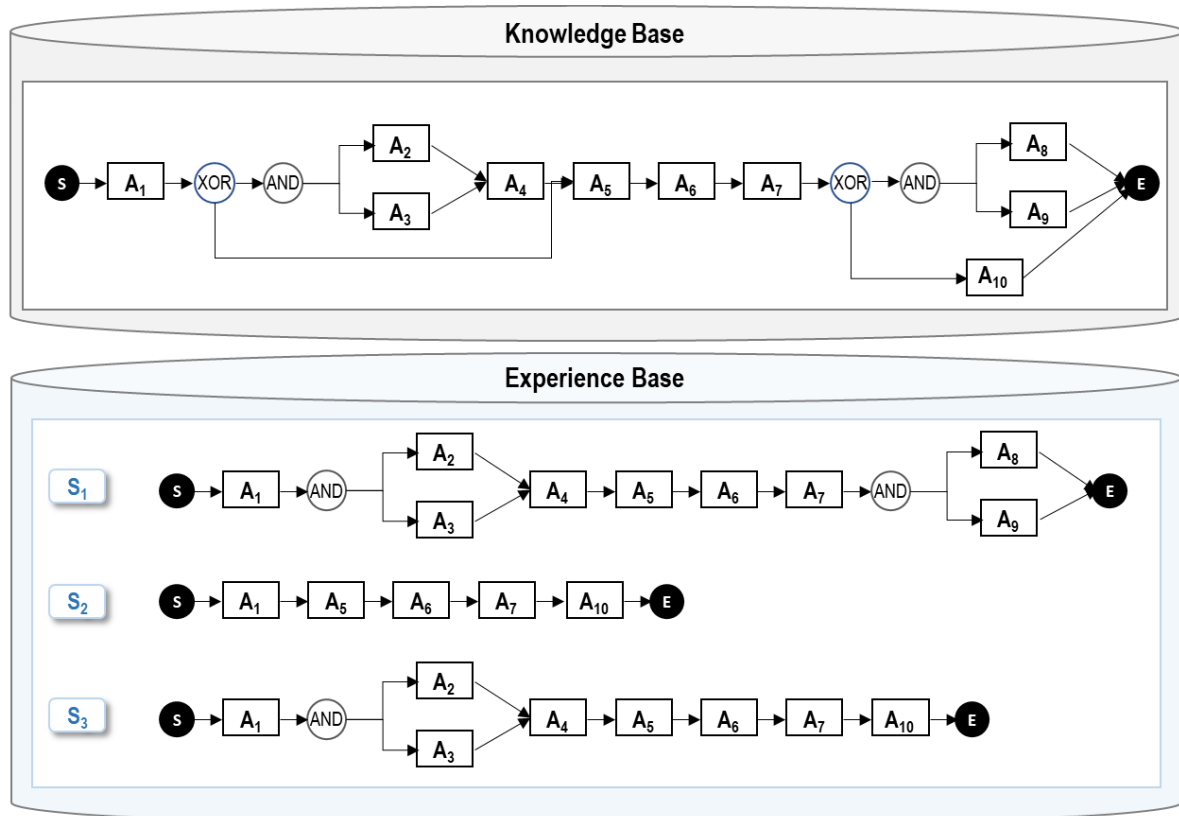 Knowledge Base
A2 A8
S A1 XOR AND A4 A5 A6 A7 XOR AND E
A3 A9
A10
Experience Base
A2 A8
S1 S A1 AND A4 A5 A6 A7 AND E
A3 A9
S2 S A1 A5 A6 A7 A10 E
A2
S3 S A1 AND A4 A5 A6 A7 A10 E
A3